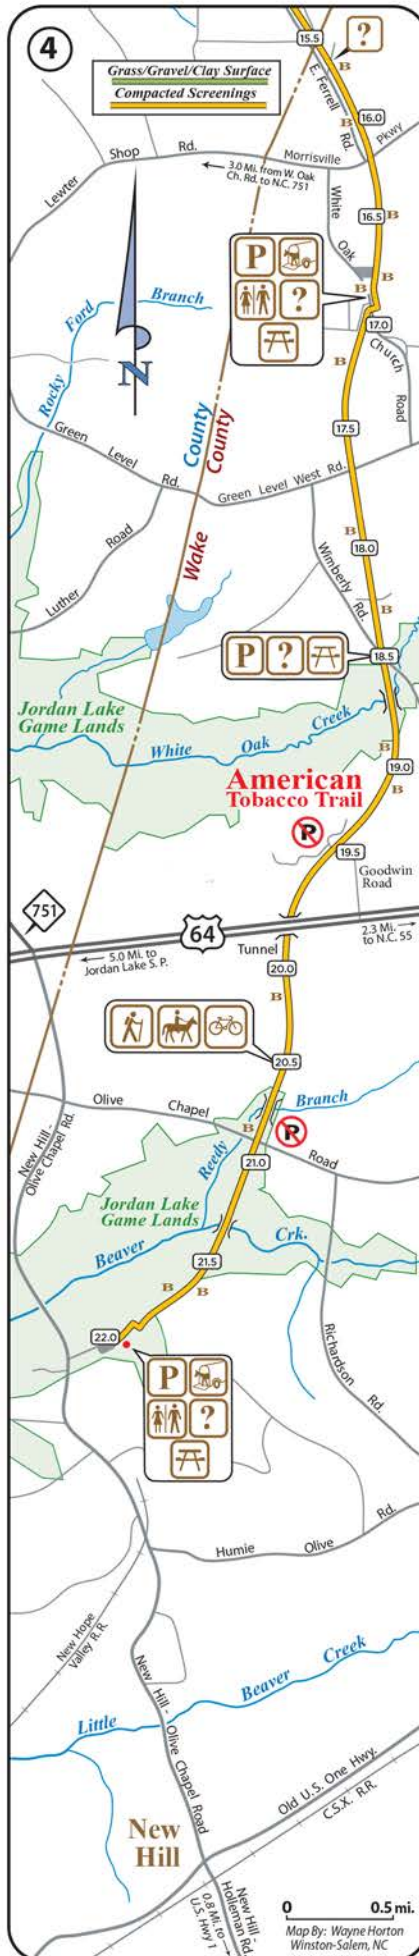 4
Grass/Gravel/Clay Surface
Compacted Screenings
15.5
?
B
E. Ferrell
Rd.
B
16.0
Lewter
Shop
Rd.
Morrisville
Pkwy
3.0 Mi. from W. Oak
Ch. Rd. to N.C. 751
White
Oak
16.5
B
B
P
?
B
17.0
B
Church
Road
N
Rocky
Ford
Branch
County
County
17.5
Green
Level
Rd.
Green Level West Rd.
B
18.0
Wimberly
Rd.
Luther
Road
Wake
B
P
?
18.5
Jordan Lake
Game Lands
White
Oak
Creek
B
19.0
B
American
Tobacco Trail
P
19.5
Goodwin
Road
751
64
2.3 Mi.
to N.C. 55
5.0 Mi. to
Jordan Lake S. P.
Tunnel
20.0
B
20.5
Olive
Chapel
Road
Branch
B
P
New Hill -
Olive Chapel Rd.
Reedy
21.0
Jordan Lake
Game Lands
Beaver
Crk.
21.5
B
B
22.0
P
?
Richardson
Rd.
Humie
Olive
Rd.
New Hope
Valley R. R.
New Hill - Olive Chapel Road
Little
Beaver
Creek
Old U.S. One Hwy.
C.S.X. R.R.
New
Hill
New Hill -
Holleman Rd.
0.8 Mi. to
U.S. Hwy 1
0
0.5 mi.
Map By: Wayne Horton
Winston-Salem, NC